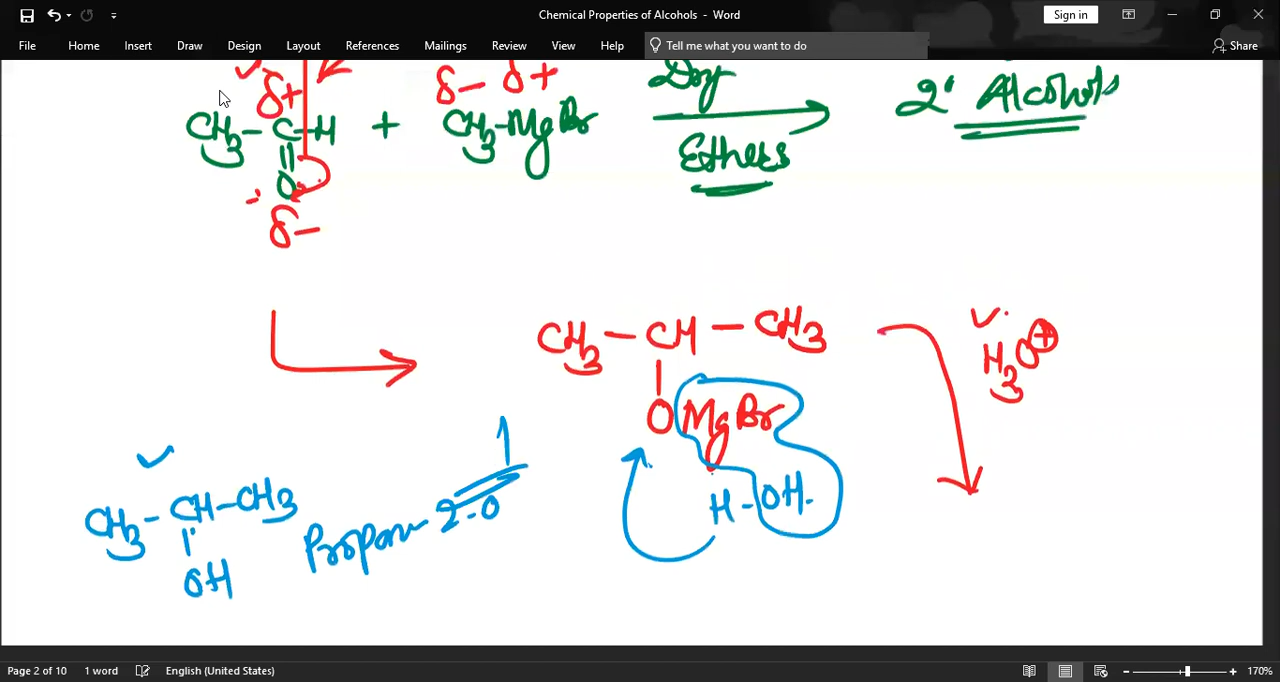 Chemical Properties of Alcohols - Word
Sign in
File Home Insert Draw Design Layout References Mailings Review View Help Tell me what you want to do Share
δ+ δ- δ+ Dry
CH3-C-H + CH3-MgBr 2° Alcohols
Ethers
O
δ-
CH3-CH-CH3 H3O+
OMgBr
H-OH
CH3-CH-CH3 Propan-2-ol
OH
Page 2 of 10 1 word English (United States) 170%